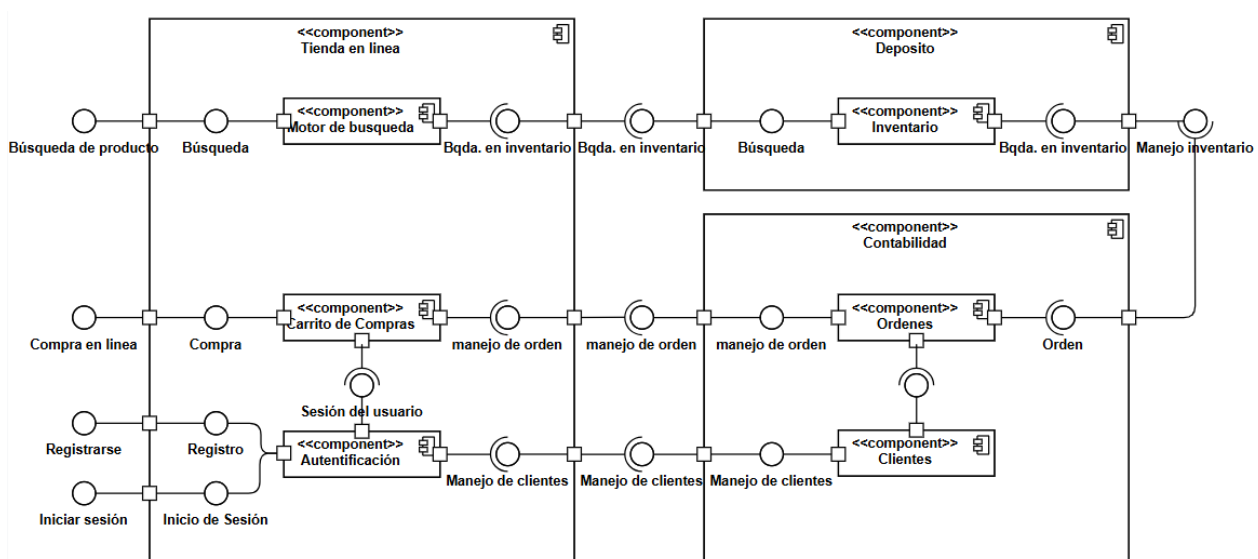 <<component>>
Tienda en linea
<<component>>
Deposito
<<component>>
Motor de busqueda
<<component>>
Inventario
Búsqueda de producto
Búsqueda
Bqda. en inventario
Bqda. en inventario
Búsqueda
Bqda. en inventario
Manejo inventario
<<component>>
Contabilidad
<<component>>
Carrito de Compras
<<component>>
Ordenes
Compra en linea
Compra
manejo de orden
manejo de orden
manejo de orden
Orden
Sesión del usuario
<<component>>
Autentificación
<<component>>
Clientes
Registrarse
Registro
Manejo de clientes
Manejo de clientes
Manejo de clientes
Iniciar sesión
Inicio de Sesión